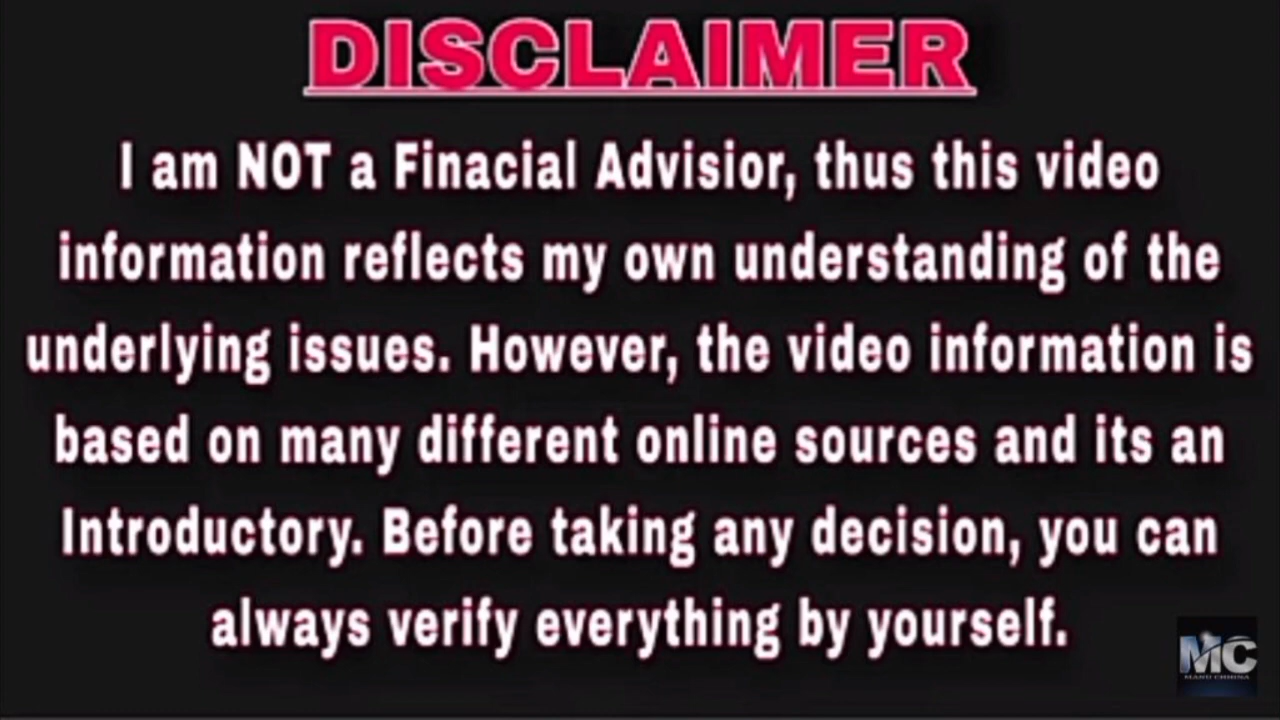 DISCLAIMER
I am NOT a Finacial Advisior, thus this video
information reflects my own understanding of the
underlying issues. However, the video information is
based on many different online sources and its an
Introductory. Before taking any decision, you can
always verify everything by yourself.
MC